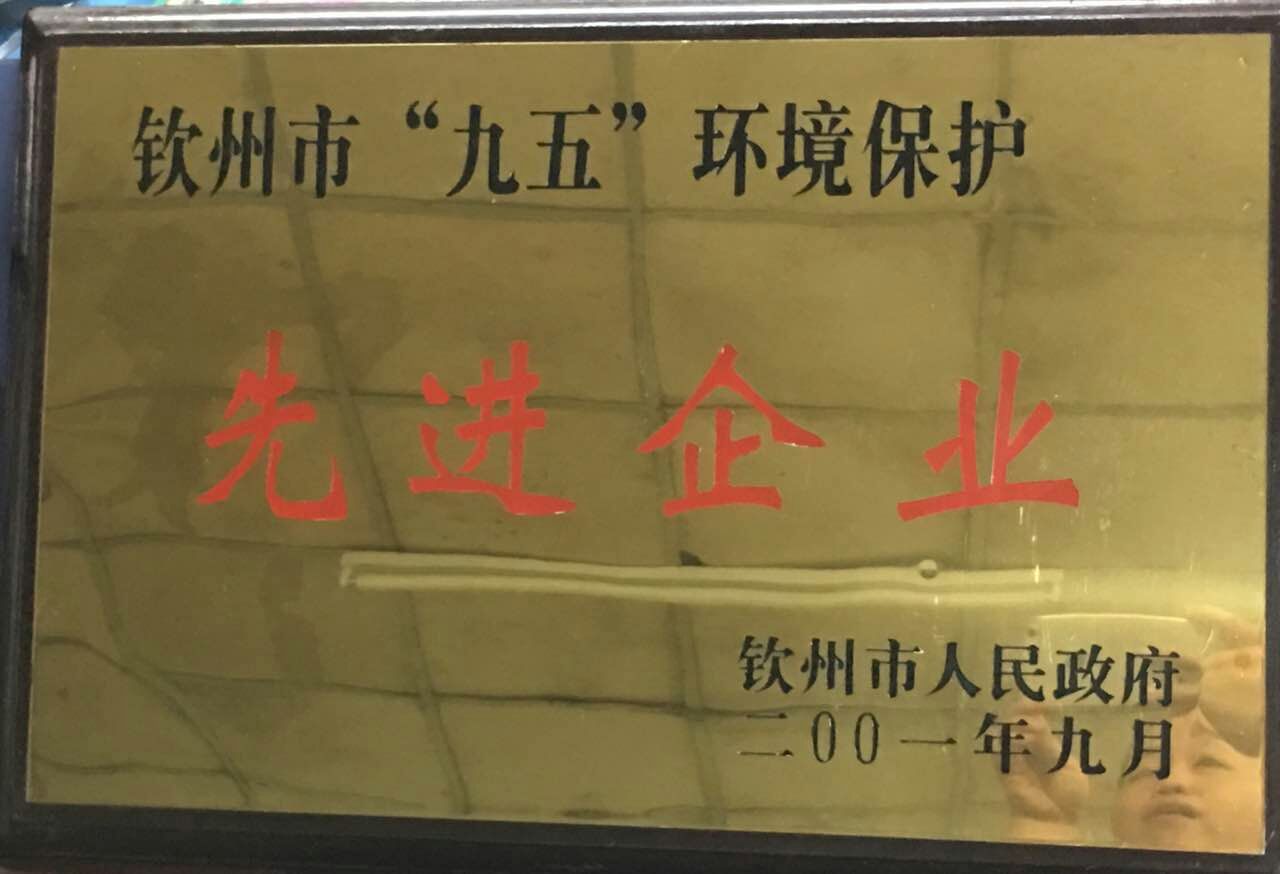 钦州市“九五”环境保护
先进企业
钦州市人民政府
二00一年九月